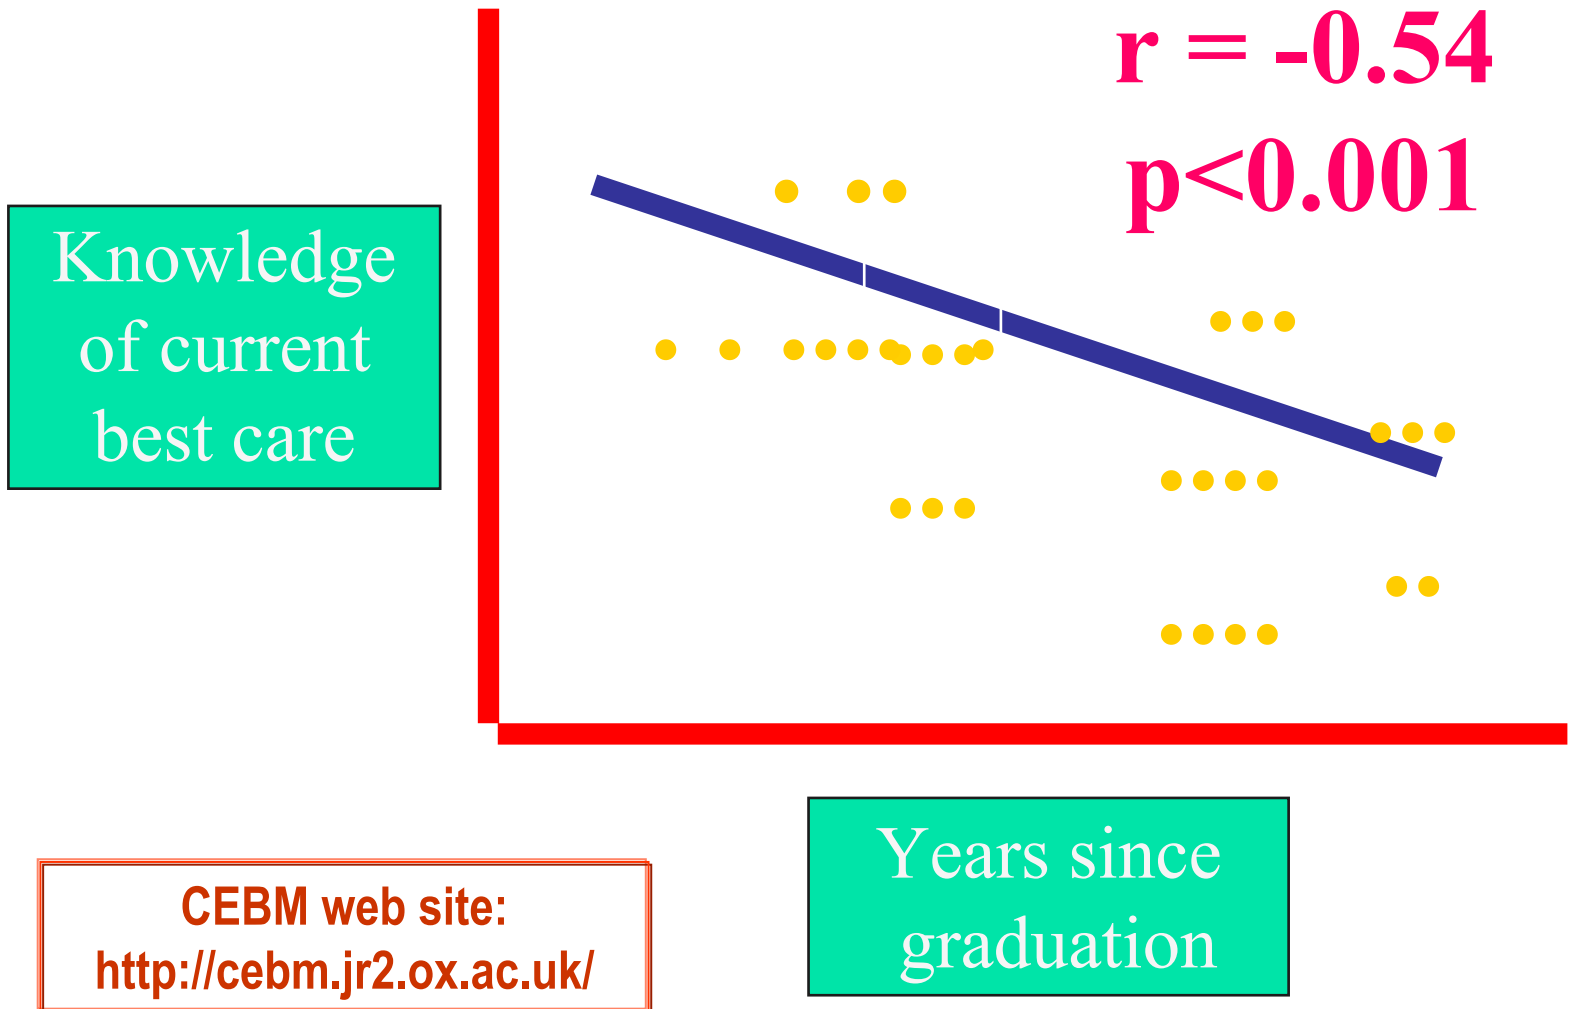 r = -0.54
p<0.001
Knowledge
of current
best care
Years since
graduation
CEBM web site:
http://cebm.jr2.ox.ac.uk/